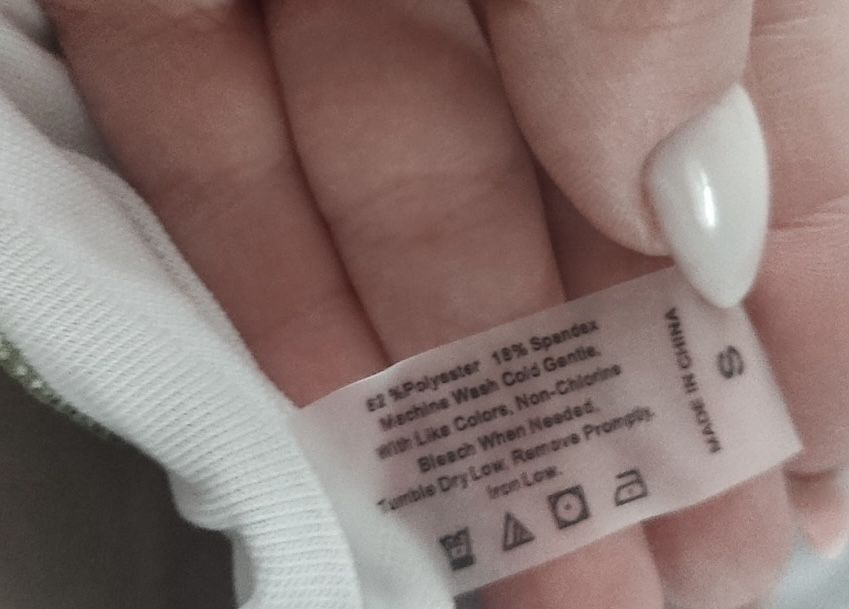 82 %Polyester 18% Spandex
Machine Wash Cold Gentle,
With Like Colors, Non-Chlorine
Bleach When Needed,
Tumble Dry Low, Remove Promptly,
Iron Low.
MADE IN CHINA
S